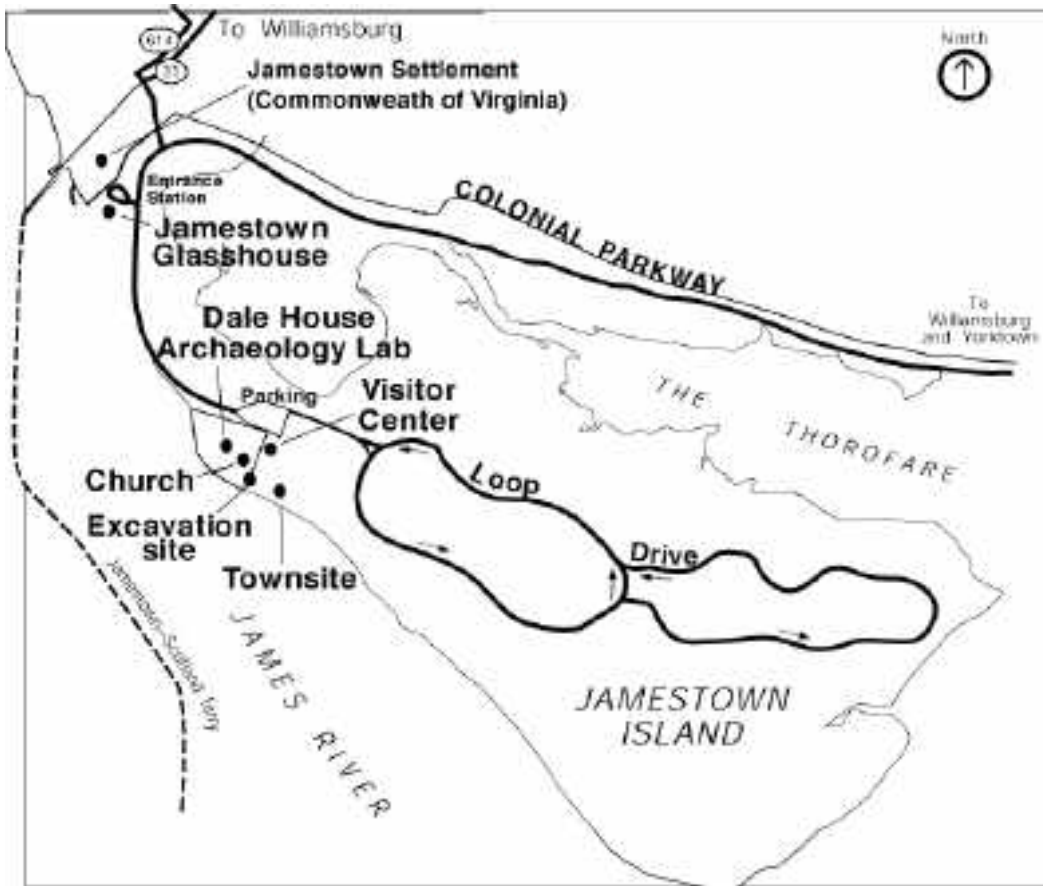 To Williamsburg
614
31
Jamestown Settlement
(Commonweath of Virginia)
North
Entrance
Station
Jamestown
Glasshouse
COLONIAL PARKWAY
To
Williamsburg
and Yorktown
Dale House
Archaeology Lab
Parking
Visitor
Center
THE THOROFARE
Church
Loop
Excavation
site
Drive
Townsite
Jamestown-Scotland ferry
JAMES RIVER
JAMESTOWN
ISLAND